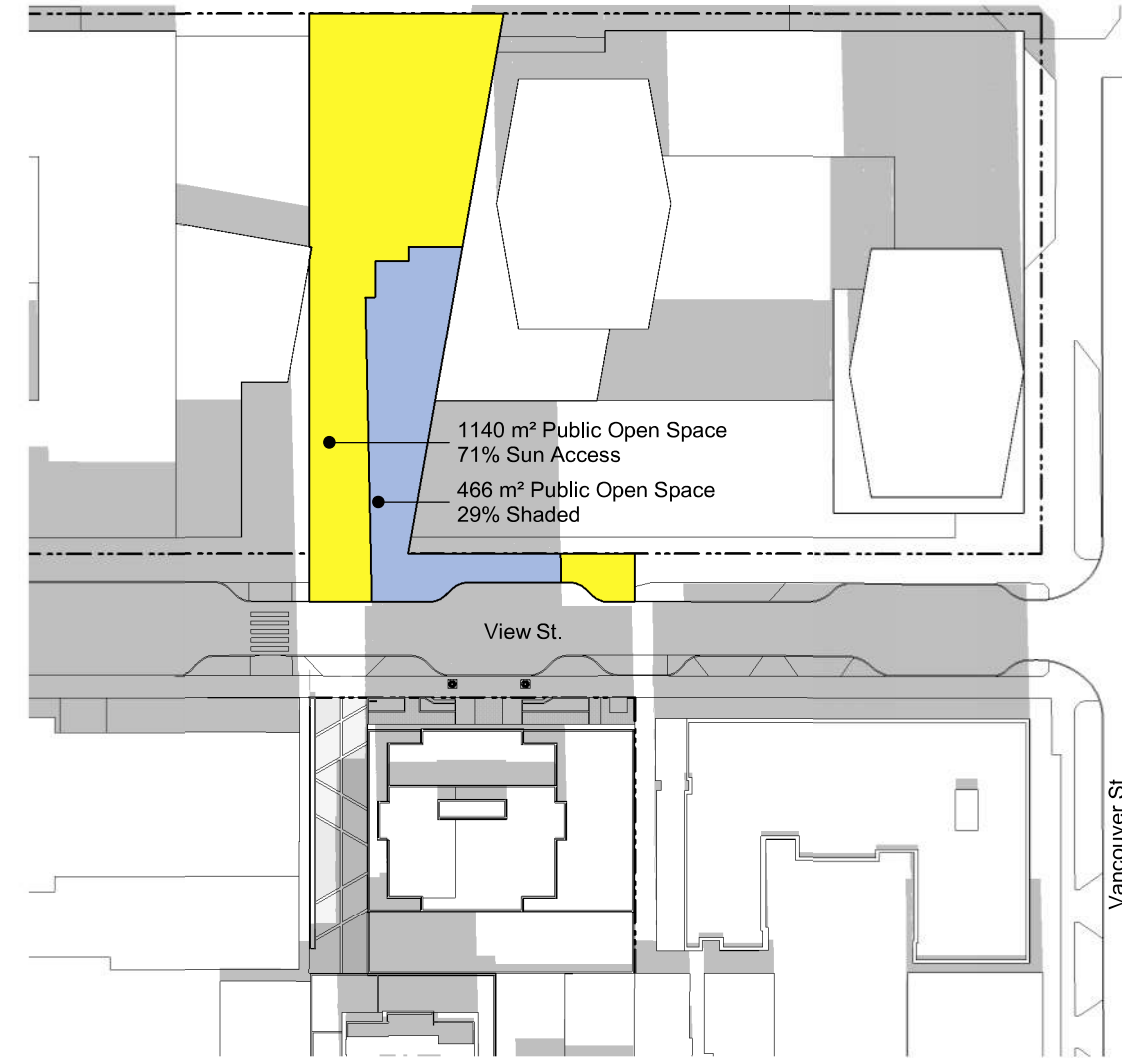 1140 m² Public Open Space
71% Sun Access
466 m² Public Open Space
29% Shaded
View St.
Vancouver St